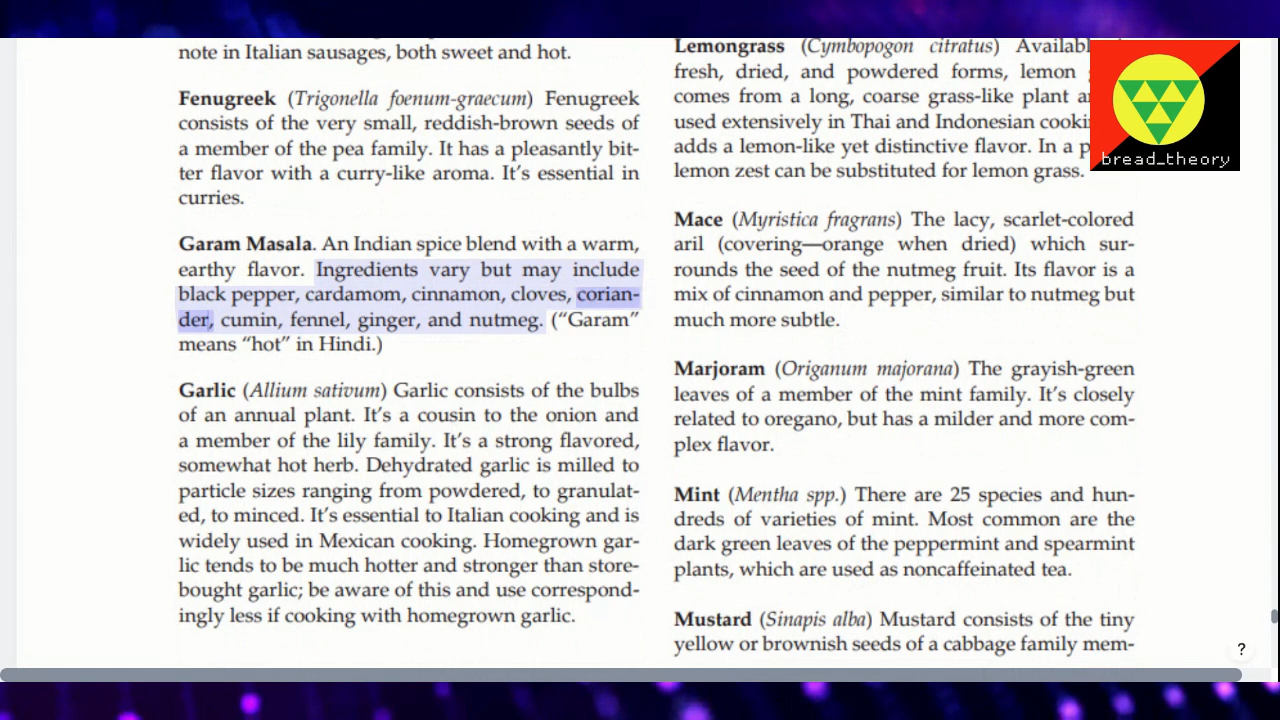 note in Italian sausages, both sweet and hot.
Fenugreek (Trigonella foenum-graecum) Fenugreek
consists of the very small, reddish-brown seeds of
a member of the pea family. It has a pleasantly bit-
ter flavor with a curry-like aroma. It's essential in
curries.
Garam Masala. An Indian spice blend with a warm,
earthy flavor. Ingredients vary but may include
black pepper, cardamom, cinnamon, cloves, corian-
der, cumin, fennel, ginger, and nutmeg. (“Garam”
means “hot” in Hindi.)
Garlic (Allium sativum) Garlic consists of the bulbs
of an annual plant. It's a cousin to the onion and
a member of the lily family. It's a strong flavored,
somewhat hot herb. Dehydrated garlic is milled to
particle sizes ranging from powdered, to granulat-
ed, to minced. It's essential to Italian cooking and is
widely used in Mexican cooking. Homegrown gar-
lic tends to be much hotter and stronger than store-
bought garlic; be aware of this and use correspond-
ingly less if cooking with homegrown garlic.
Lemongrass (Cymbopogon citratus)
fresh, dried, and powdered forms, lemon
comes from a long, coarse grass-like plant
used extensively in Thai and Indonesian
adds a lemon-like yet distinctive flavor. In a
lemon zest can be substituted for lemon grass.
Mace (Myristica fragrans) The lacy, scarlet-colored
aril (covering—orange when dried) which sur-
rounds the seed of the nutmeg fruit. Its flavor is a
mix of cinnamon and pepper, similar to nutmeg but
much more subtle.
Marjoram (Origanum majorana) The grayish-green
leaves of a member of the mint family. It's closely
related to oregano, but has a milder and more com-
plex flavor.
Mint (Mentha spp.) There are 25 species and hun-
dreds of varieties of mint. Most common are the
dark green leaves of the peppermint and spearmint
plants, which are used as noncaffeinated tea.
Mustard (Sinapis alba) Mustard consists of the tiny
yellow or brownish seeds of a cabbage family mem-
bread_theory
?